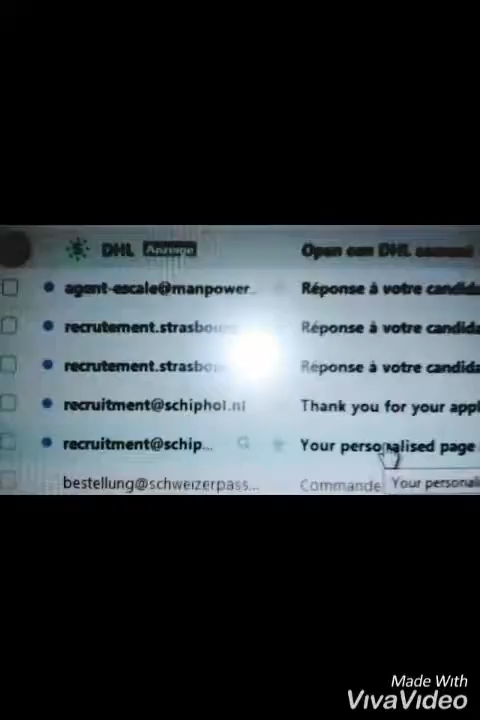 DHL Anzeige Open een DHL
agent-escale@manpower... Réponse à votre candida
recrutement.strasbou Réponse à votre candida
recrutement.strasbo Réponse à votre candida
recruitment@schiphol.nl Thank you for your appl
recruitment@schip... Your personalised page
bestellung@schweizerpass... Commande Your personali
Made With
VivaVideo